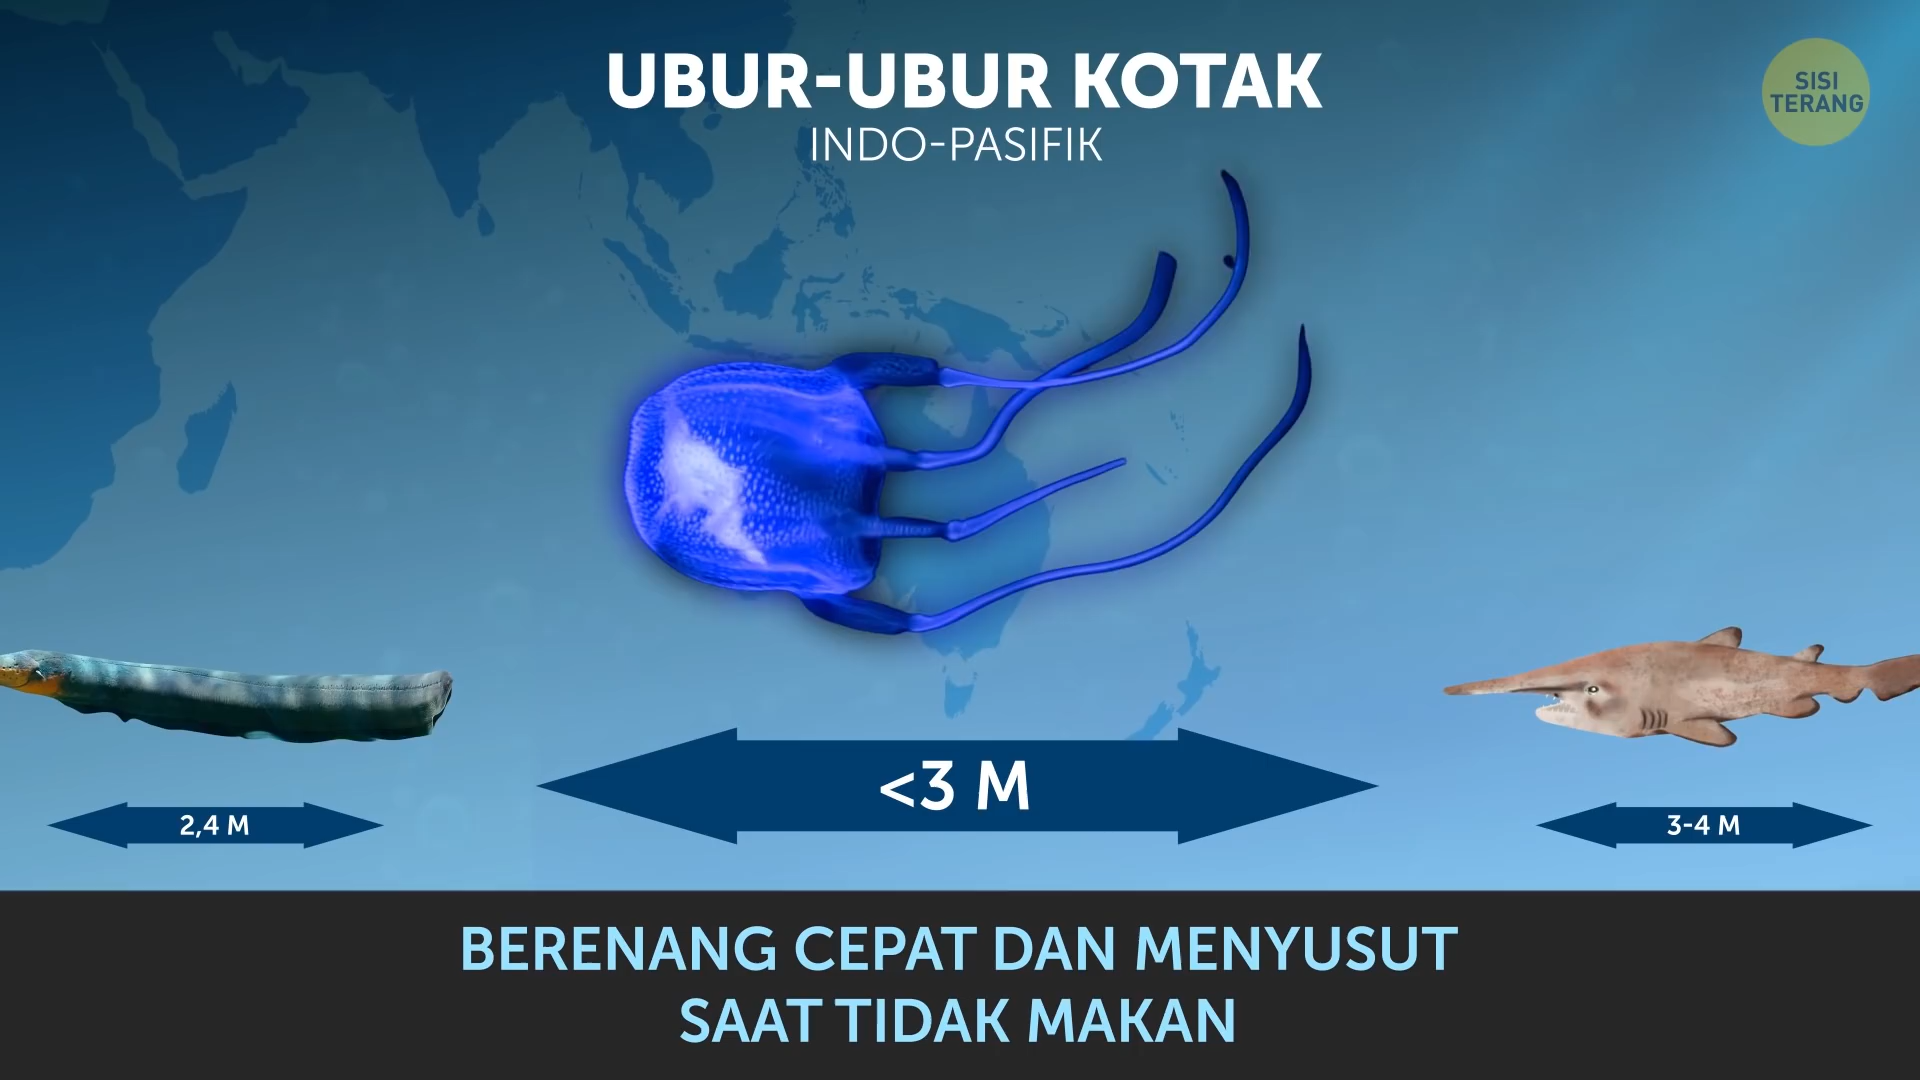 UBUR-UBUR KOTAK
INDO-PASIFIK
SISI
TERANG
<3 M
2,4 M
3-4 M
BERENANG CEPAT DAN MENYUSUT
SAAT TIDAK MAKAN